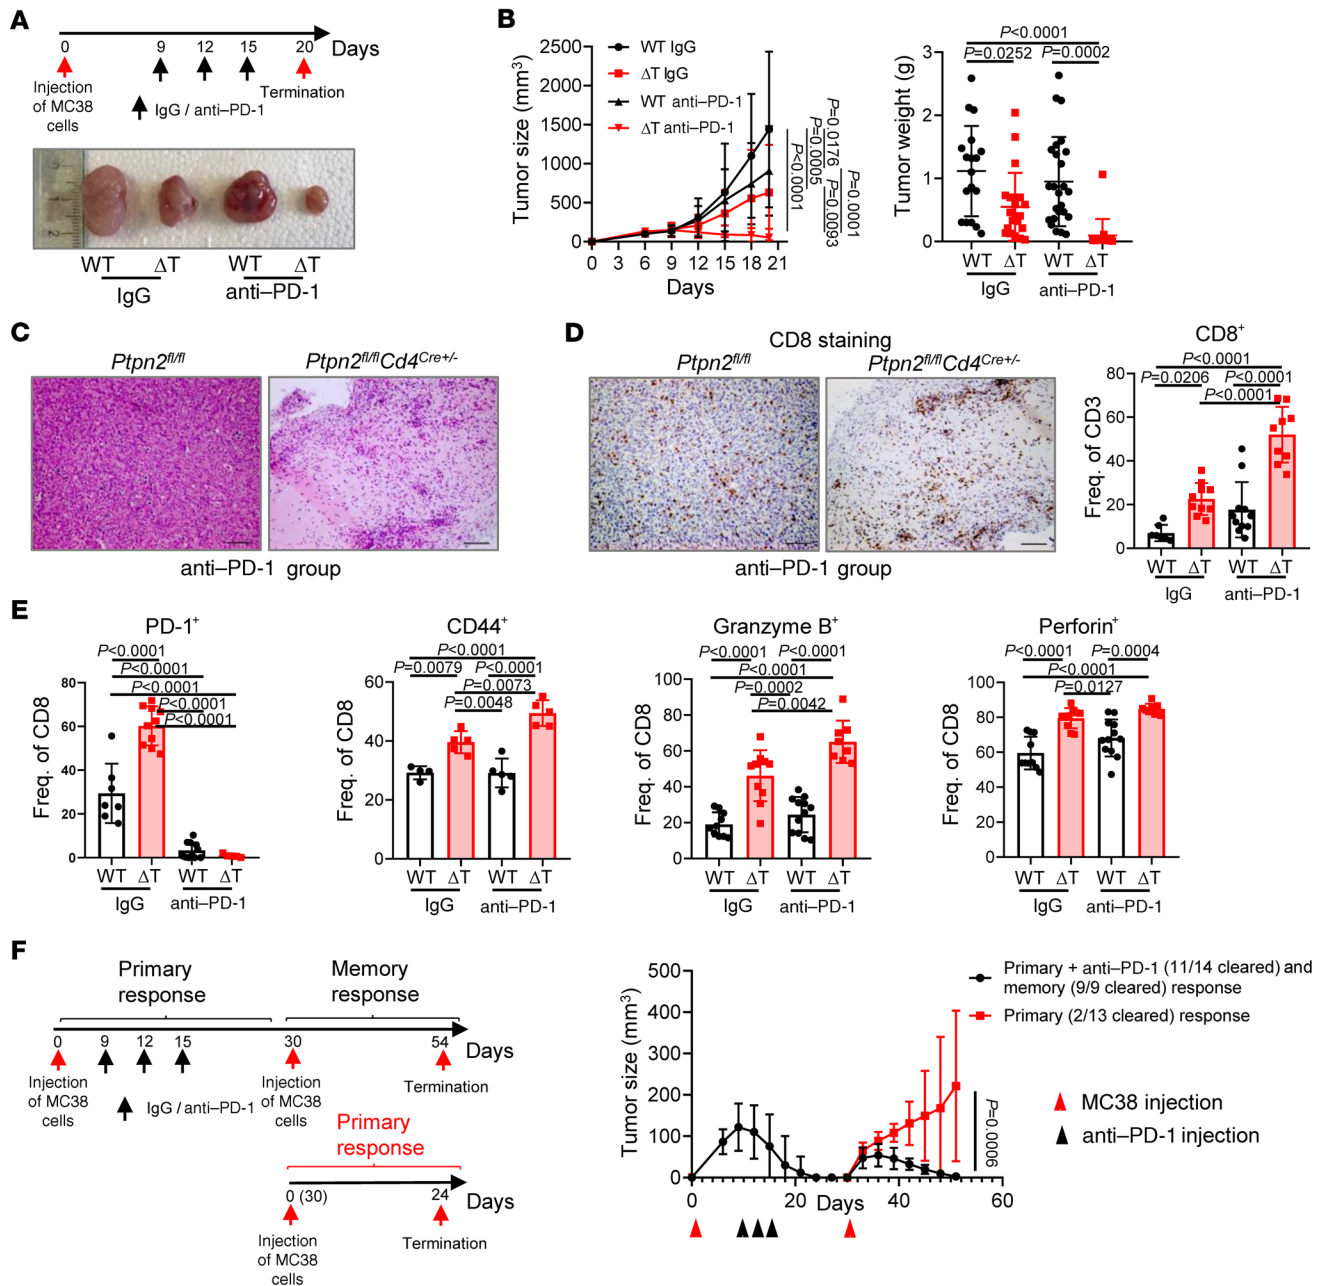 A
0 9 12 15 20 Days
Injection
of MC38
cells
IgG / anti–PD-1
Termination
1 2
WT ΔT WT ΔT
IgG anti–PD-1
B
Tumor size (mm³)
2500
2000
1500
1000
500
0
0 3 6 9 12 15 18 21
Days
WT IgG
ΔT IgG
WT anti–PD-1
ΔT anti–PD-1
P<0.0001
P=0.0005
P=0.0176
P=0.0093
P=0.0001
Tumor weight (g)
3
2
1
0
P<0.0001
P=0.0252 P=0.0002
WT ΔT WT ΔT
IgG anti–PD-1
C
Ptpn2fl/fl Ptpn2fl/flCd4Cre+/-
anti–PD-1 group
D
CD8 staining
Ptpn2fl/fl Ptpn2fl/flCd4Cre+/-
anti–PD-1 group
CD8+
P<0.0001
P=0.0206 P<0.0001
P<0.0001
Freq. of CD3
80
60
40
20
0
WT ΔT WT ΔT
IgG anti–PD-1
E
PD-1+
P<0.0001
P<0.0001
P<0.0001
P<0.0001
P<0.0001
Freq. of CD8
80
60
40
20
0
WT ΔT WT ΔT
IgG anti–PD-1
CD44+
P<0.0001
P=0.0079 P<0.0001
P=0.0073
P=0.0048
Freq. of CD8
60
40
20
0
WT ΔT WT ΔT
IgG anti–PD-1
Granzyme B+
P<0.0001 P<0.0001
P<0.0001
P=0.0002
P=0.0042
Freq. of CD8
100
80
60
40
20
0
WT ΔT WT ΔT
IgG anti–PD-1
Perforin+
P<0.0001 P=0.0004
P<0.0001
P=0.0127
Freq. of CD8
100
80
60
40
20
0
WT ΔT WT ΔT
IgG anti–PD-1
F
Primary
response
Memory
response
0 9 12 15 30 54 Days
Injection
of MC38
cells
IgG / anti–PD-1
Injection
of MC38
cells
Termination
Primary
response
0 (30) 24 Days
Injection
of MC38
cells
Termination
Tumor size (mm³)
500
400
300
200
100
0
0 20 40 60
Days
P=0.0006
Primary + anti–PD-1 (11/14 cleared) and
memory (9/9 cleared) response
Primary (2/13 cleared) response
MC38 injection
anti–PD-1 injection